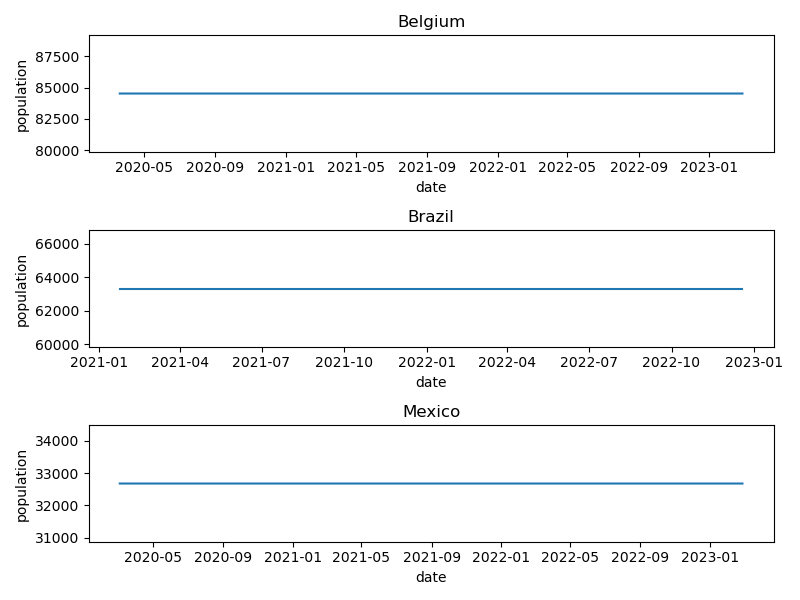 Belgium
87500
85000
82500
80000
population
2020-05 2020-09 2021-01 2021-05 2021-09 2022-01 2022-05 2022-09 2023-01
date
Brazil
66000
64000
62000
60000
population
2021-01 2021-04 2021-07 2021-10 2022-01 2022-04 2022-07 2022-10 2023-01
date
Mexico
34000
33000
32000
31000
population
2020-05 2020-09 2021-01 2021-05 2021-09 2022-01 2022-05 2022-09 2023-01
date